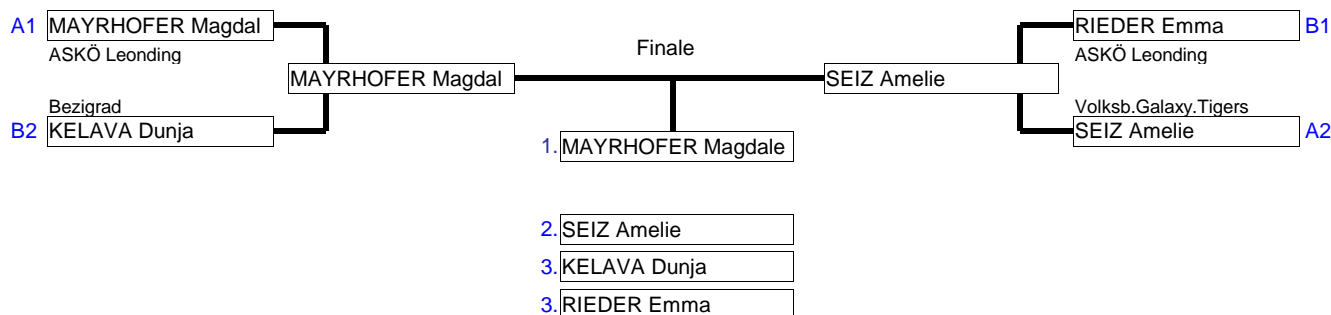 A1 MAYRHOFER Magdal
ASKÖ Leonding
RIEDER Emma B1
ASKÖ Leonding
Finale
MAYRHOFER Magdal
SEIZ Amelie
Bezigrad
B2 KELAVA Dunja
Volksb.Galaxy.Tigers
SEIZ Amelie A2
1. MAYRHOFER Magdale
2. SEIZ Amelie
3. KELAVA Dunja
3. RIEDER Emma